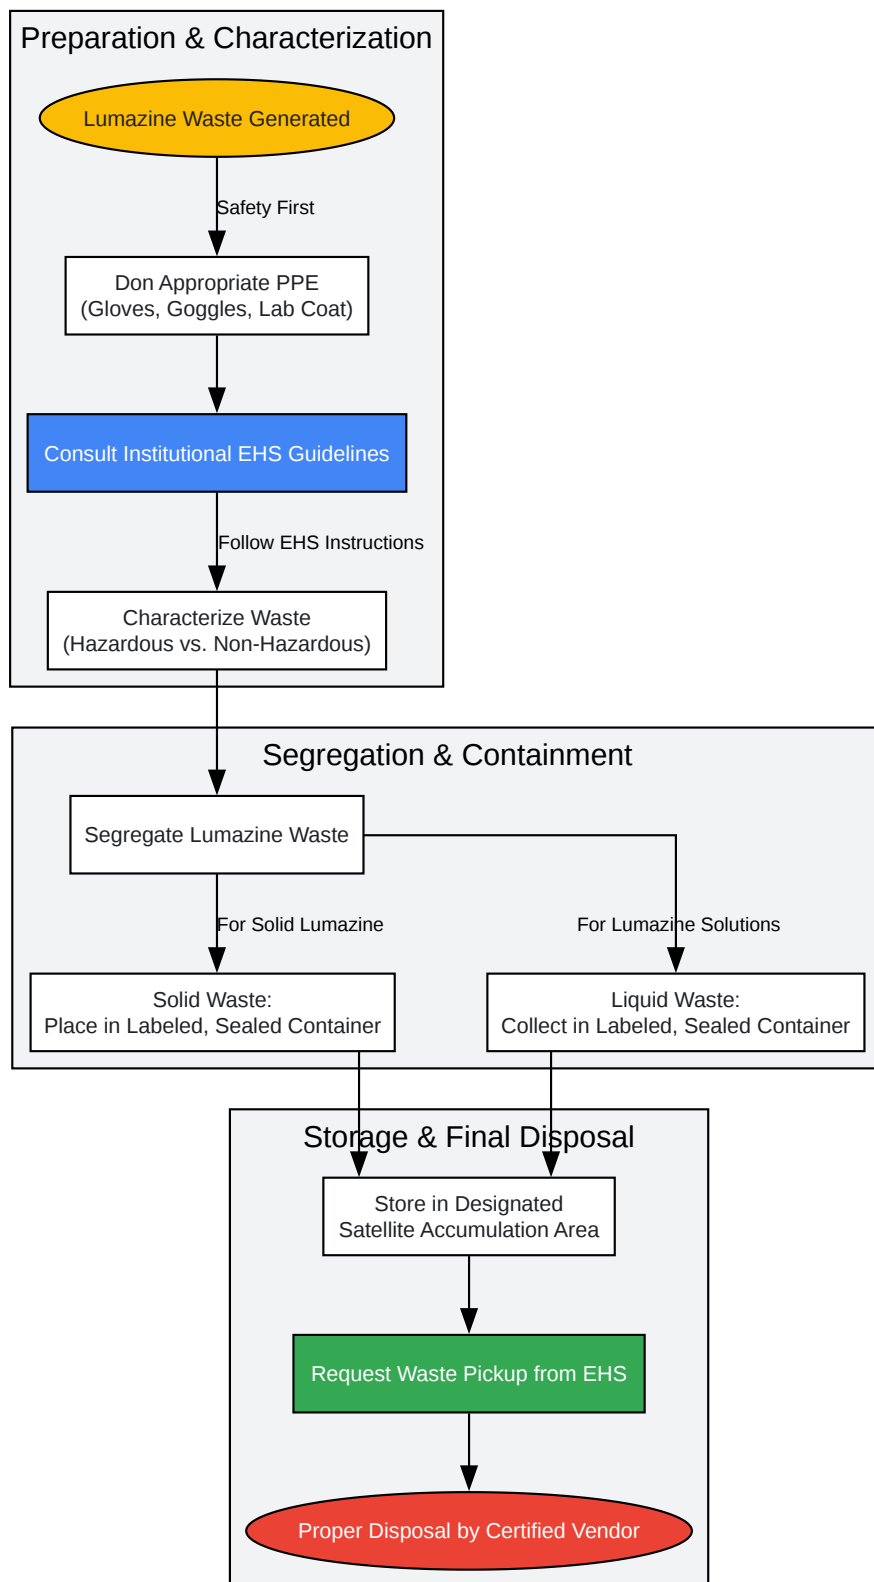 Preparation & Characterization
Lumazine Waste Generated
Safety First
Don Appropriate PPE
(Gloves, Goggles, Lab Coat)
Consult Institutional EHS Guidelines
Follow EHS Instructions
Characterize Waste
(Hazardous vs. Non-Hazardous)
Segregation & Containment
Segregate Lumazine Waste
For Solid Lumazine
For Lumazine Solutions
Solid Waste:
Place in Labeled, Sealed Container
Liquid Waste:
Collect in Labeled, Sealed Container
Storage & Final Disposal
Store in Designated
Satellite Accumulation Area
Request Waste Pickup from EHS
Proper Disposal by Certified Vendor